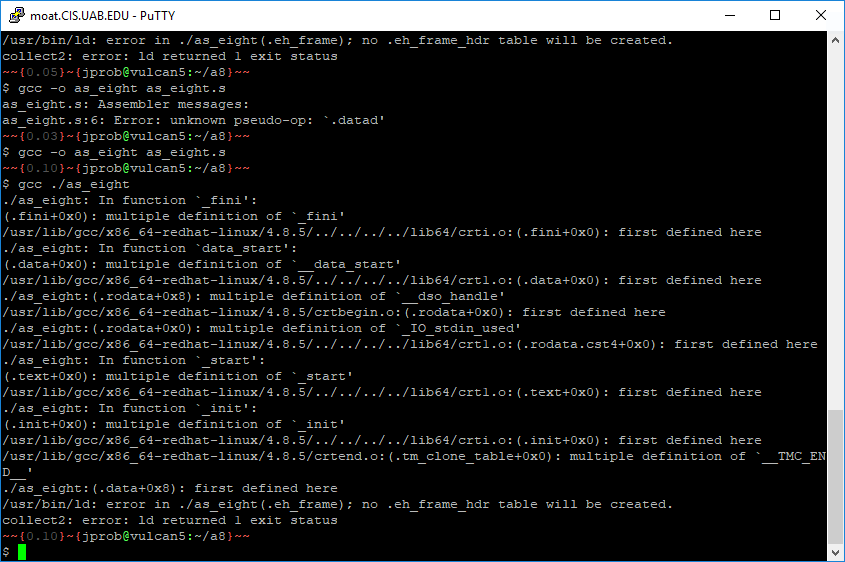 moat.CIS.UAB.EDU - PuTTY
/usr/bin/ld: error in ./as_eight(.eh_frame); no .eh_frame_hdr table will be created.
collect2: error: ld returned 1 exit status
~~{0.05}~{jprob@vulcan5:~/a8}~~
$ gcc -o as_eight as_eight.s
as_eight.s: Assembler messages:
as_eight.s:6: Error: unknown pseudo-op: `.datad'
~~{0.03}~{jprob@vulcan5:~/a8}~~
$ gcc -o as_eight as_eight.s
~~{0.10}~{jprob@vulcan5:~/a8}~~
$ gcc ./as_eight
./as_eight: In function `_fini':
(.fini+0x0): multiple definition of `_fini'
/usr/lib/gcc/x86_64-redhat-linux/4.8.5/../../../../lib64/crti.o:(.fini+0x0): first defined here
./as_eight: In function `data_start':
(.data+0x0): multiple definition of `__data_start'
/usr/lib/gcc/x86_64-redhat-linux/4.8.5/../../../../lib64/crt1.o:(.data+0x0): first defined here
./as_eight:(.rodata+0x8): multiple definition of `__dso_handle'
/usr/lib/gcc/x86_64-redhat-linux/4.8.5/crtbegin.o:(.rodata+0x0): first defined here
./as_eight:(.rodata+0x0): multiple definition of `_IO_stdin_used'
/usr/lib/gcc/x86_64-redhat-linux/4.8.5/../../../../lib64/crt1.o:(.rodata.cst4+0x0): first defined here
./as_eight: In function `_start':
(.text+0x0): multiple definition of `_start'
/usr/lib/gcc/x86_64-redhat-linux/4.8.5/../../../../lib64/crt1.o:(.text+0x0): first defined here
./as_eight: In function `_init':
(.init+0x0): multiple definition of `_init'
/usr/lib/gcc/x86_64-redhat-linux/4.8.5/../../../../lib64/crti.o:(.init+0x0): first defined here
/usr/lib/gcc/x86_64-redhat-linux/4.8.5/crtend.o:(.tm_clone_table+0x0): multiple definition of `__TMC_EN
D__'
./as_eight:(.data+0x8): first defined here
/usr/bin/ld: error in ./as_eight(.eh_frame); no .eh_frame_hdr table will be created.
collect2: error: ld returned 1 exit status
~~{0.10}~{jprob@vulcan5:~/a8}~~
$